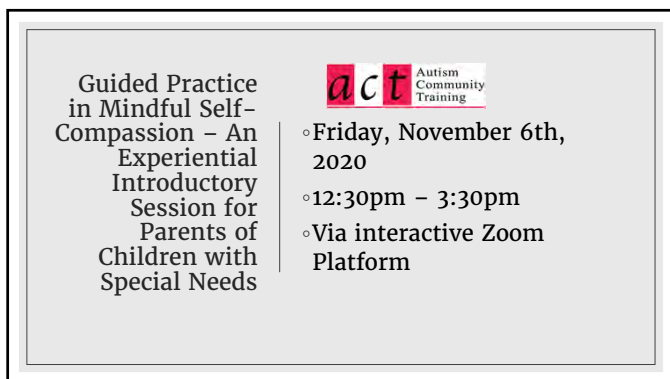 Guided Practice
in Mindful Self-
Compassion – An
Experiential
Introductory
Session for
Parents of
Children with
Special Needs
act Autism
Community
Training
◦Friday, November 6th,
2020
◦12:30pm – 3:30pm
◦Via interactive Zoom
Platform